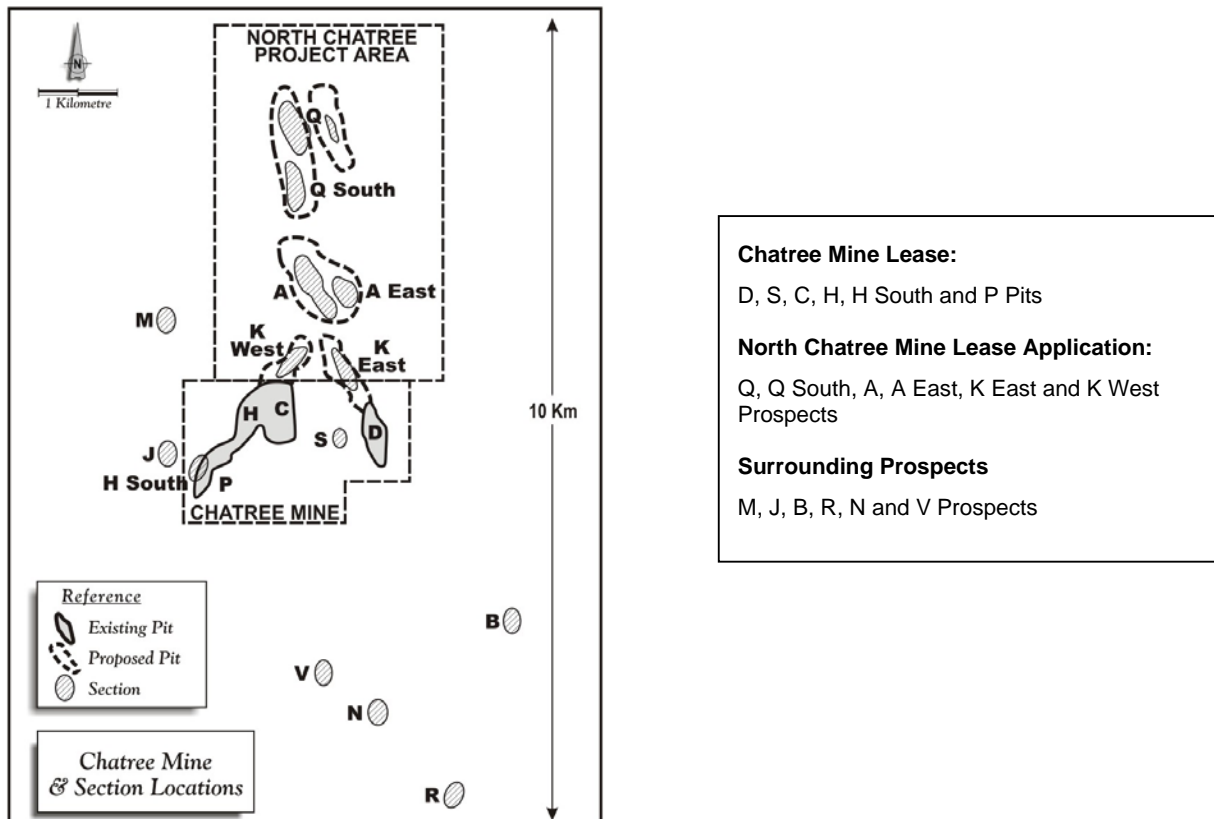 NORTH CHATREE
PROJECT AREA
N
1 Kilometre
Q
Q South
A
A East
M
K
West
K
East
10 Km
H
C
S
D
J
H South
P
CHATREE MINE
B
V
N
R
Reference
Existing Pit
Proposed Pit
Section
Chatree Mine
& Section Locations
Chatree Mine Lease:
D, S, C, H, H South and P Pits
North Chatree Mine Lease Application:
Q, Q South, A, A East, K East and K West
Prospects
Surrounding Prospects
M, J, B, R, N and V Prospects